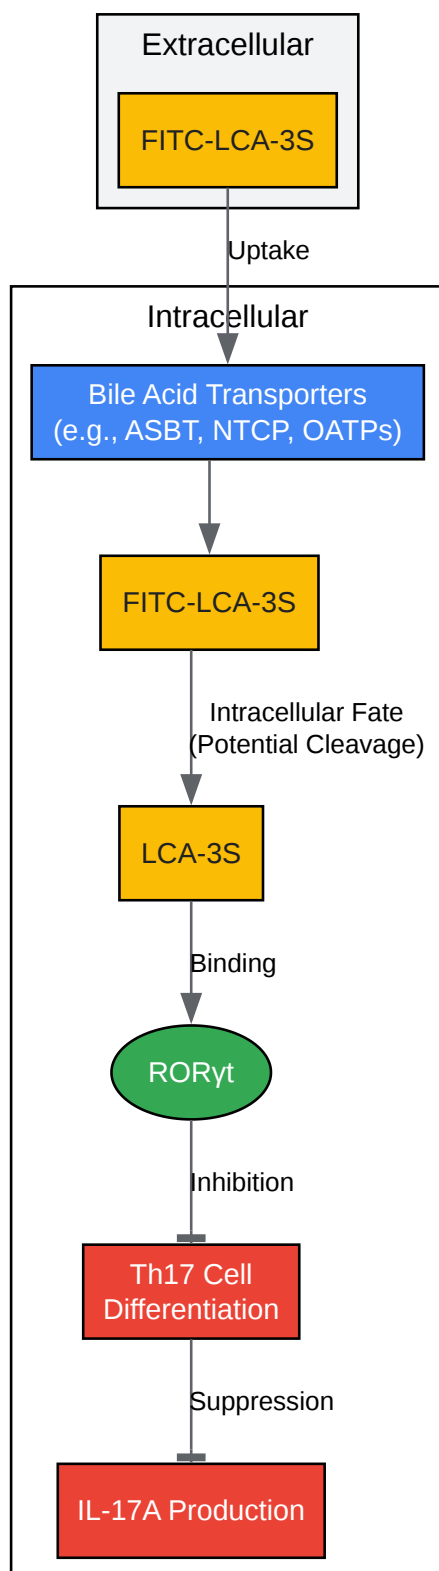 Extracellular
FITC-LCA-3S
Uptake
Intracellular
Bile Acid Transporters
(e.g., ASBT, NTCP, OATPs)
FITC-LCA-3S
Intracellular Fate
(Potential Cleavage)
LCA-3S
Binding
RORγt
Inhibition
Th17 Cell
Differentiation
Suppression
IL-17A Production